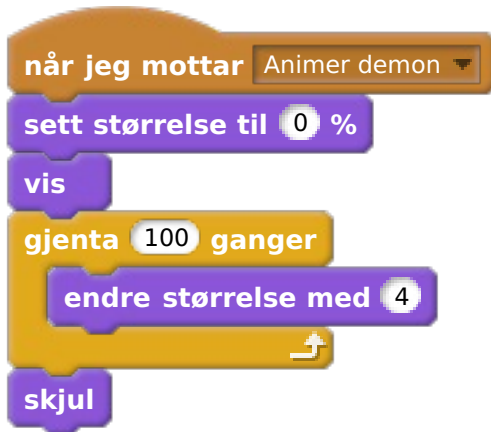 når jeg mottar Animer demon
sett størrelse til 0 %
vis
gjenta 100 ganger
endre størrelse med 4
skjul